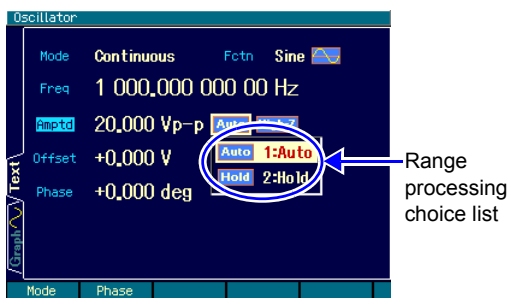 Oscillator
Mode Continuous Fctn Sine
Freq 1 000.000 000 00 Hz
Amptd 20.000 Vp-p Auto High-Z
Auto 1:Auto
Offset +0.000 V
Hold 2:Hold
Phase +0.000 deg
Text
Graph
Mode Phase
Range
processing
choice list